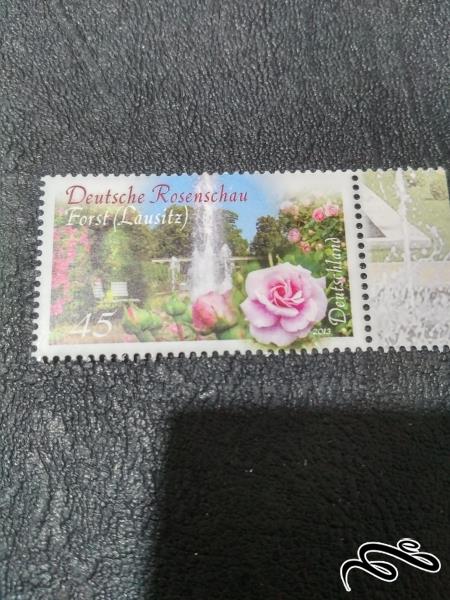 Deutsche Rosenschau
Forst (Lausitz)
45
2013
Deutschland